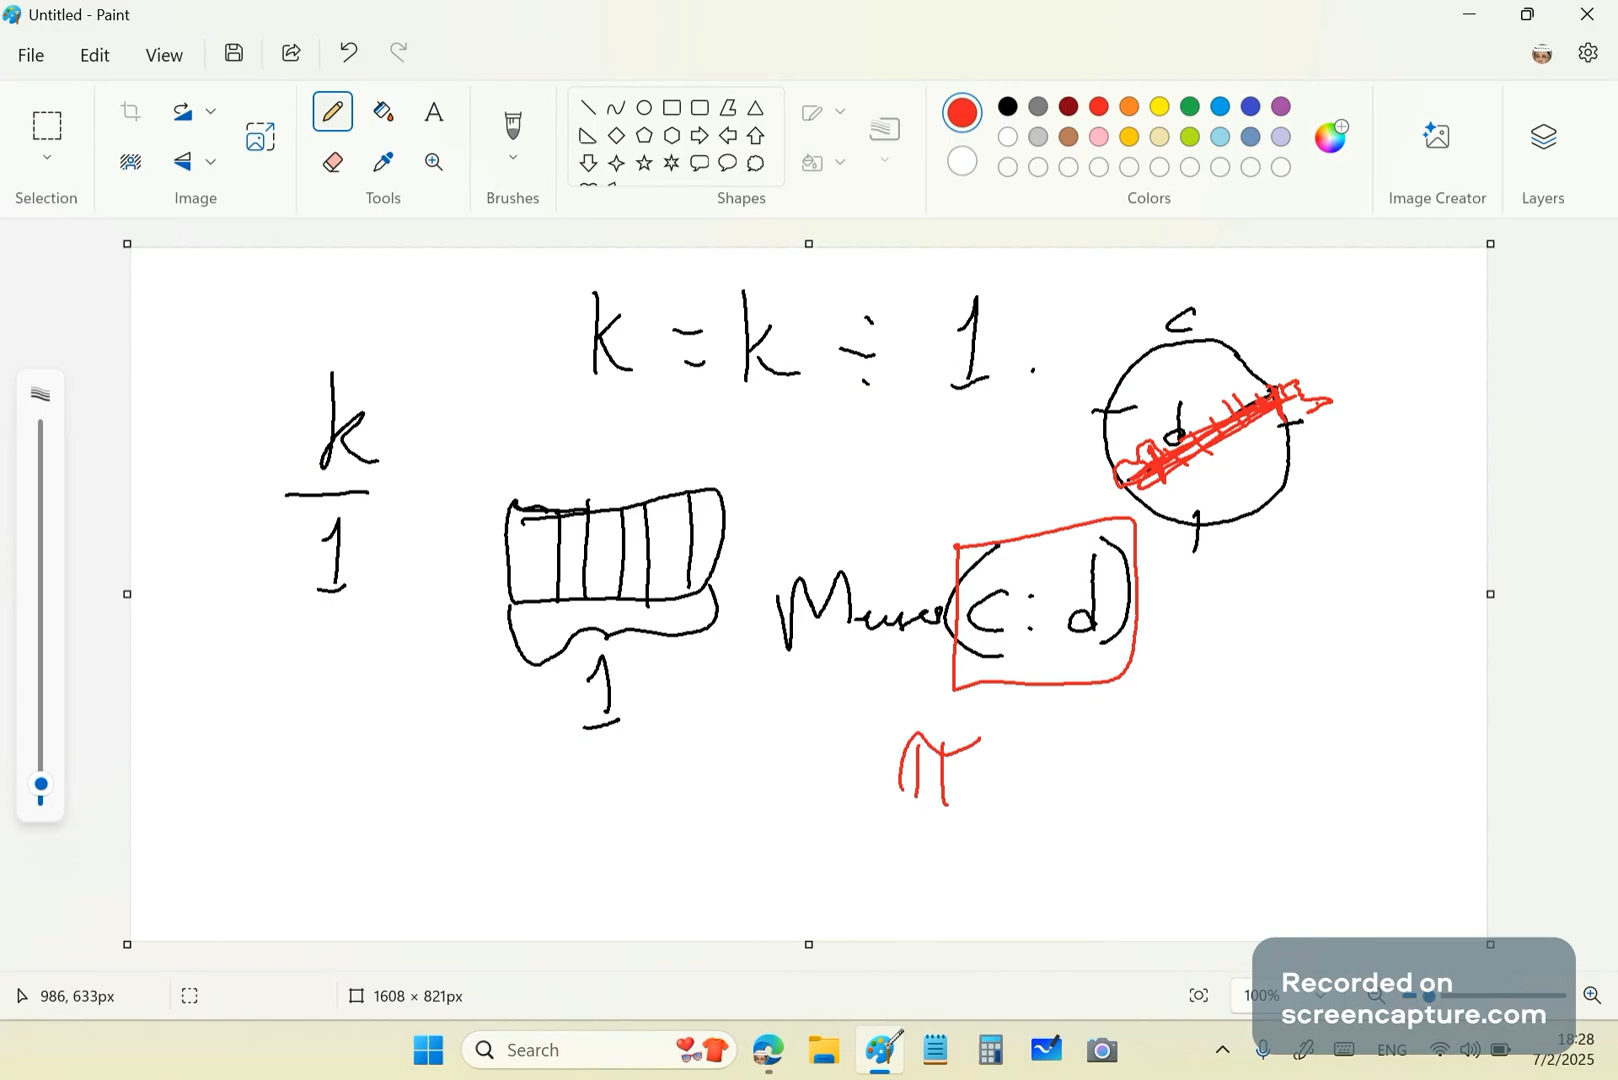 Untitled - Paint
File Edit View
Selection Image Tools Brushes Shapes Colors Image Creator Layers
k = k ÷ 1.
c
k
1
d
(c : d)
1
π
986, 633px 1608 × 821px 100%
Recorded on
screencapture.com
Search ENG 18:28
7/2/2025